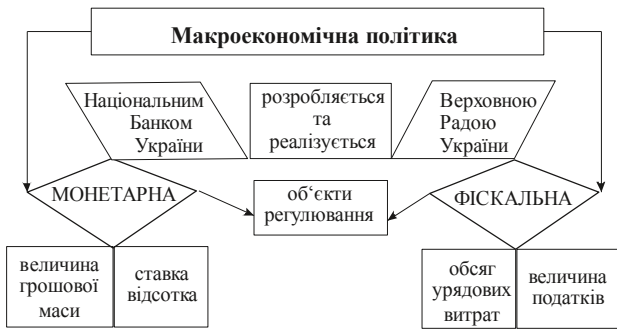 Макроекономічна політика
Національним
Банком
України
розробляється
та
реалізується
Верховною
Радою
України
МОНЕТАРНА
об‘єкти
регулювання
ФІСКАЛЬНА
величина
грошової
маси
ставка
відсотка
обсяг
урядових
витрат
величина
податків